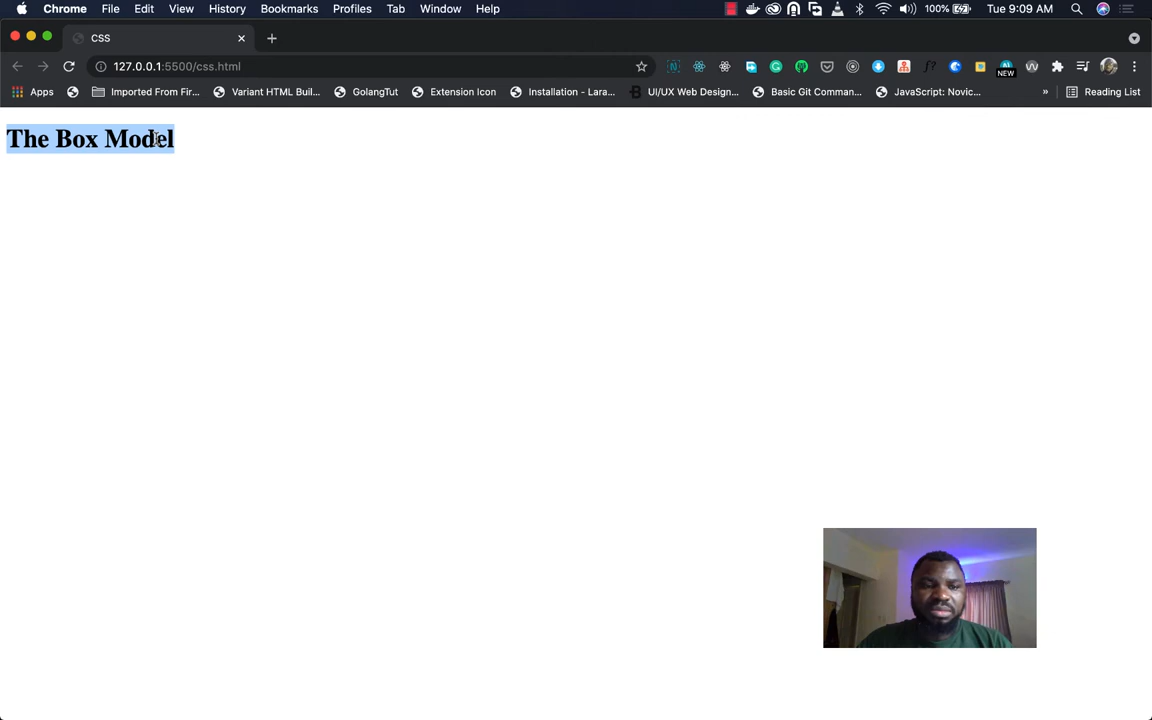 Chrome File Edit View History Bookmarks Profiles Tab Window Help 100% Tue 9:09 AM
CSS
127.0.0.1:5500/css.html
f?
NEW
Apps Imported From Fir... Variant HTML Buil... GolangTut Extension Icon Installation - Lara... UI/UX Web Design... Basic Git Comman... JavaScript: Novic... » Reading List
The Box Model